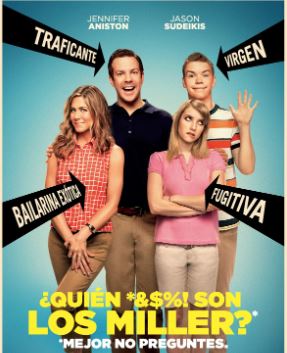 JENNIFER
ANISTON
JASON
SUDEIKIS
TRAFICANTE
VIRGEN
BAILARINA EXÓTICA
FUGITIVA
¿QUIÉN *&$%! SON
LOS MILLER?*
*MEJOR NO PREGUNTES.